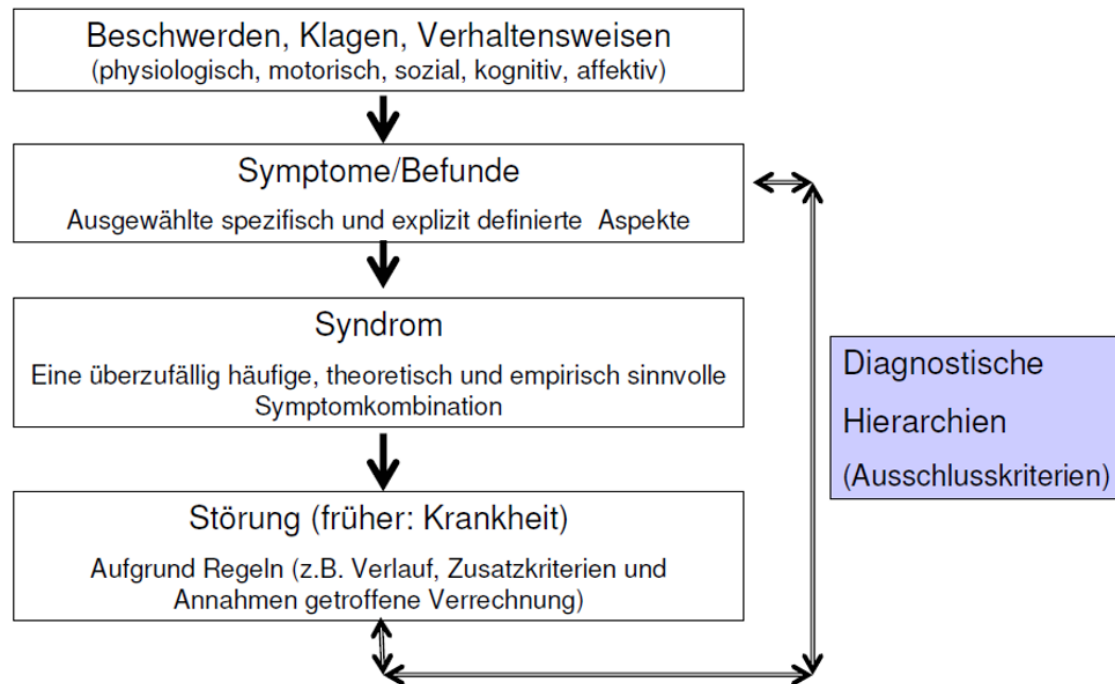 Beschwerden, Klagen, Verhaltensweisen
(physiologisch, motorisch, sozial, kognitiv, affektiv)
Symptome/Befunde
Ausgewählte spezifisch und explizit definierte Aspekte
Syndrom
Eine überzufällig häufige, theoretisch und empirisch sinnvolle
Symptomkombination
Störung (früher: Krankheit)
Aufgrund Regeln (z.B. Verlauf, Zusatzkriterien und
Annahmen getroffene Verrechnung)
Diagnostische
Hierarchien
(Ausschlusskriterien)